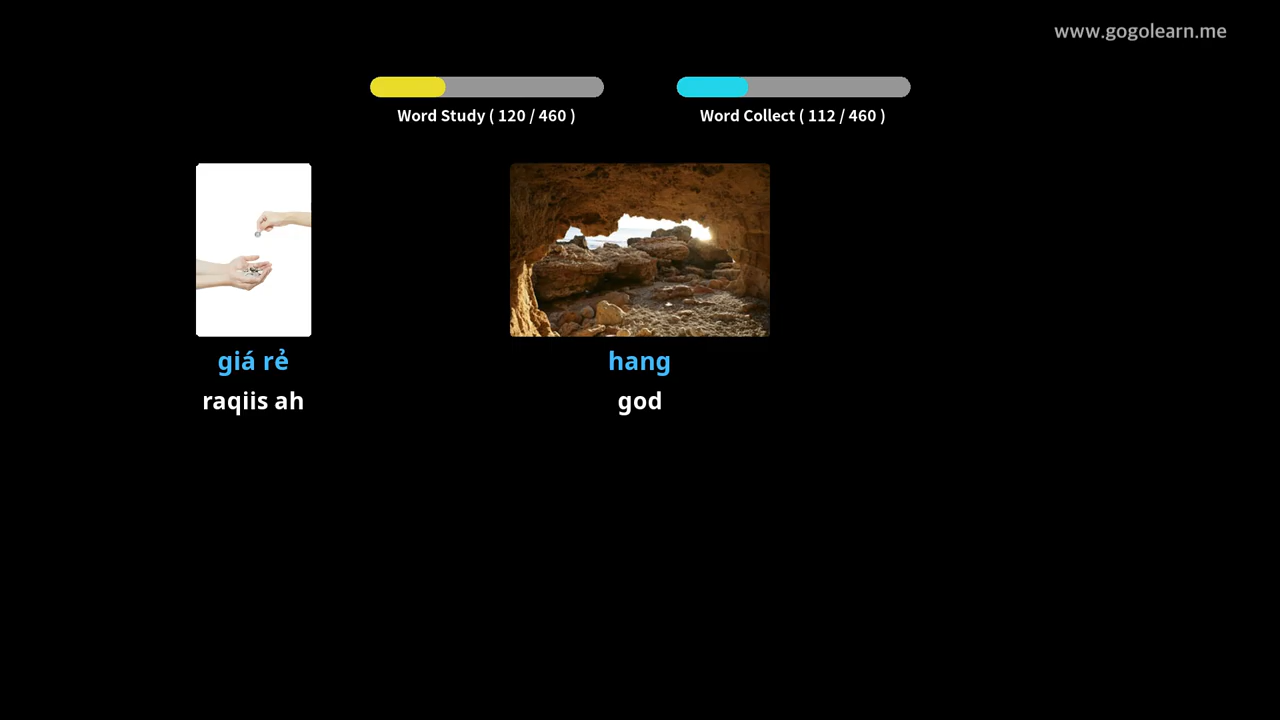 www.gogolearn.me
Word Study ( 120 / 460 )
Word Collect ( 112 / 460 )
giá rẻ
raqiis ah
hang
god